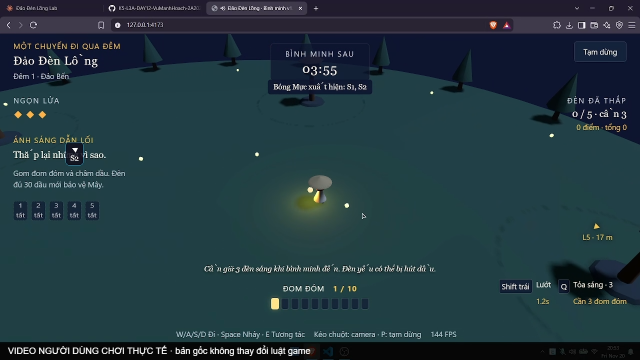 Đảo Đèn Lồng Lab
127.0.0.1:4173
MỘT CHUYẾN ĐI QUA ĐÊM
Đảo Đèn Lồng
Đêm 1 · Đảo Bến
NGỌN LỬA
ÁNH SÁNG DẪN LỐI
S2
Gom đom đóm và châm dầu. Đèn
đủ 30 dầu mới bảo vệ Mây.
1 2 3 4 5
tắt tắt tắt tắt tắt
BÌNH MINH SAU
03:55
Bóng Mực xuất hiện: S1, S2
Tạm dừng
ĐÈN ĐÃ THẮP
0 / 5 · cần 3
0 điểm · tổng 0
L5 · 17 m
Cần giữ 3 đèn sáng khi bình minh đến. Đèn yếu có thể bị hút dầu.
ĐOM ĐÓM 1 / 10
Shift trái Lướt Q Tỏa sáng · 3
1.2s Cần 3 đom đóm
W/A/S/D Đi · Space Nhảy · E Tương tác Kéo chuột: camera · P: tạm dừng 144 FPS
VIDEO NGƯỜI DÙNG CHƠI THỰC TẾ · bản gốc không thay đổi luật game